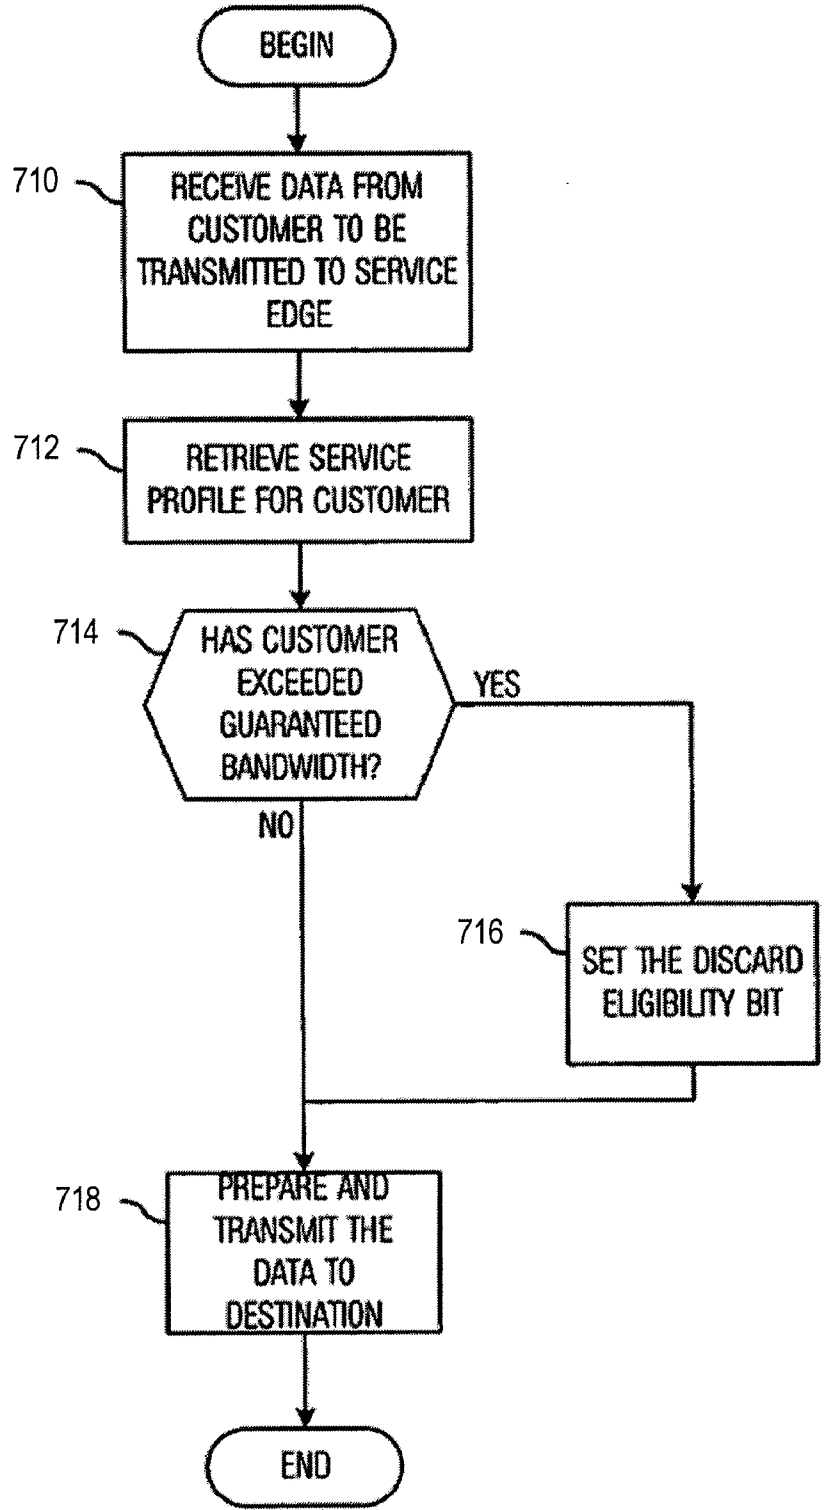 BEGIN
710
RECEIVE DATA FROM
CUSTOMER TO BE
TRANSMITTED TO SERVICE
EDGE
712
RETRIEVE SERVICE
PROFILE FOR CUSTOMER
714
HAS CUSTOMER
EXCEEDED
GUARANTEED
BANDWIDTH?
YES
NO
716
SET THE DISCARD
ELIGIBILITY BIT
718
PREPARE AND
TRANSMIT THE
DATA TO
DESTINATION
END